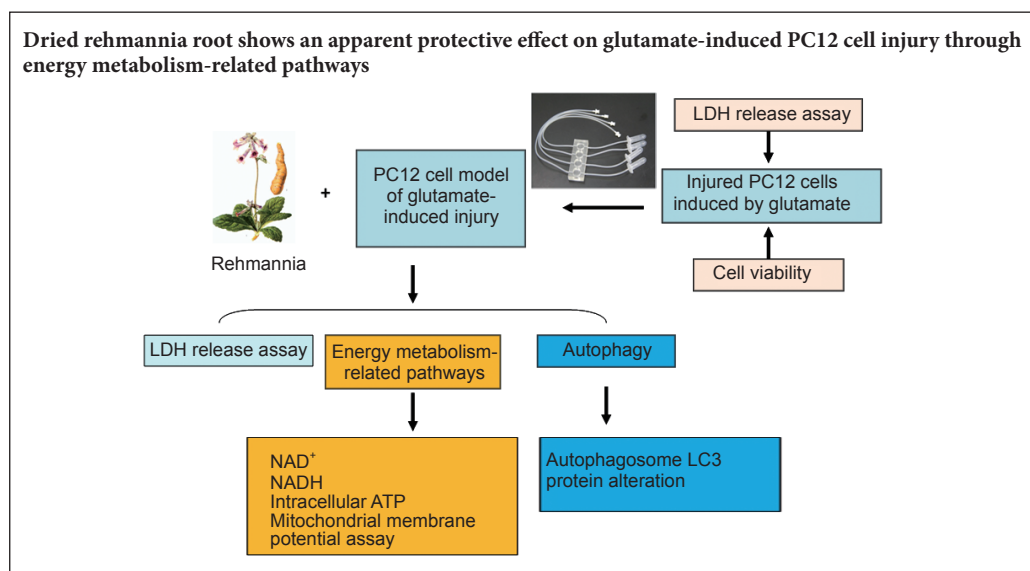 Dried rehmannia root shows an apparent protective effect on glutamate-induced PC12 cell injury through
energy metabolism-related pathways
LDH release assay
PC12 cell model
of glutamate-
induced injury
+
Injured PC12 cells
induced by glutamate
Rehmannia
Cell viability
LDH release assay
Energy metabolism-
related pathways
Autophagy
NAD⁺
NADH
Intracellular ATP
Mitochondrial membrane
potential assay
Autophagosome LC3
protein alteration